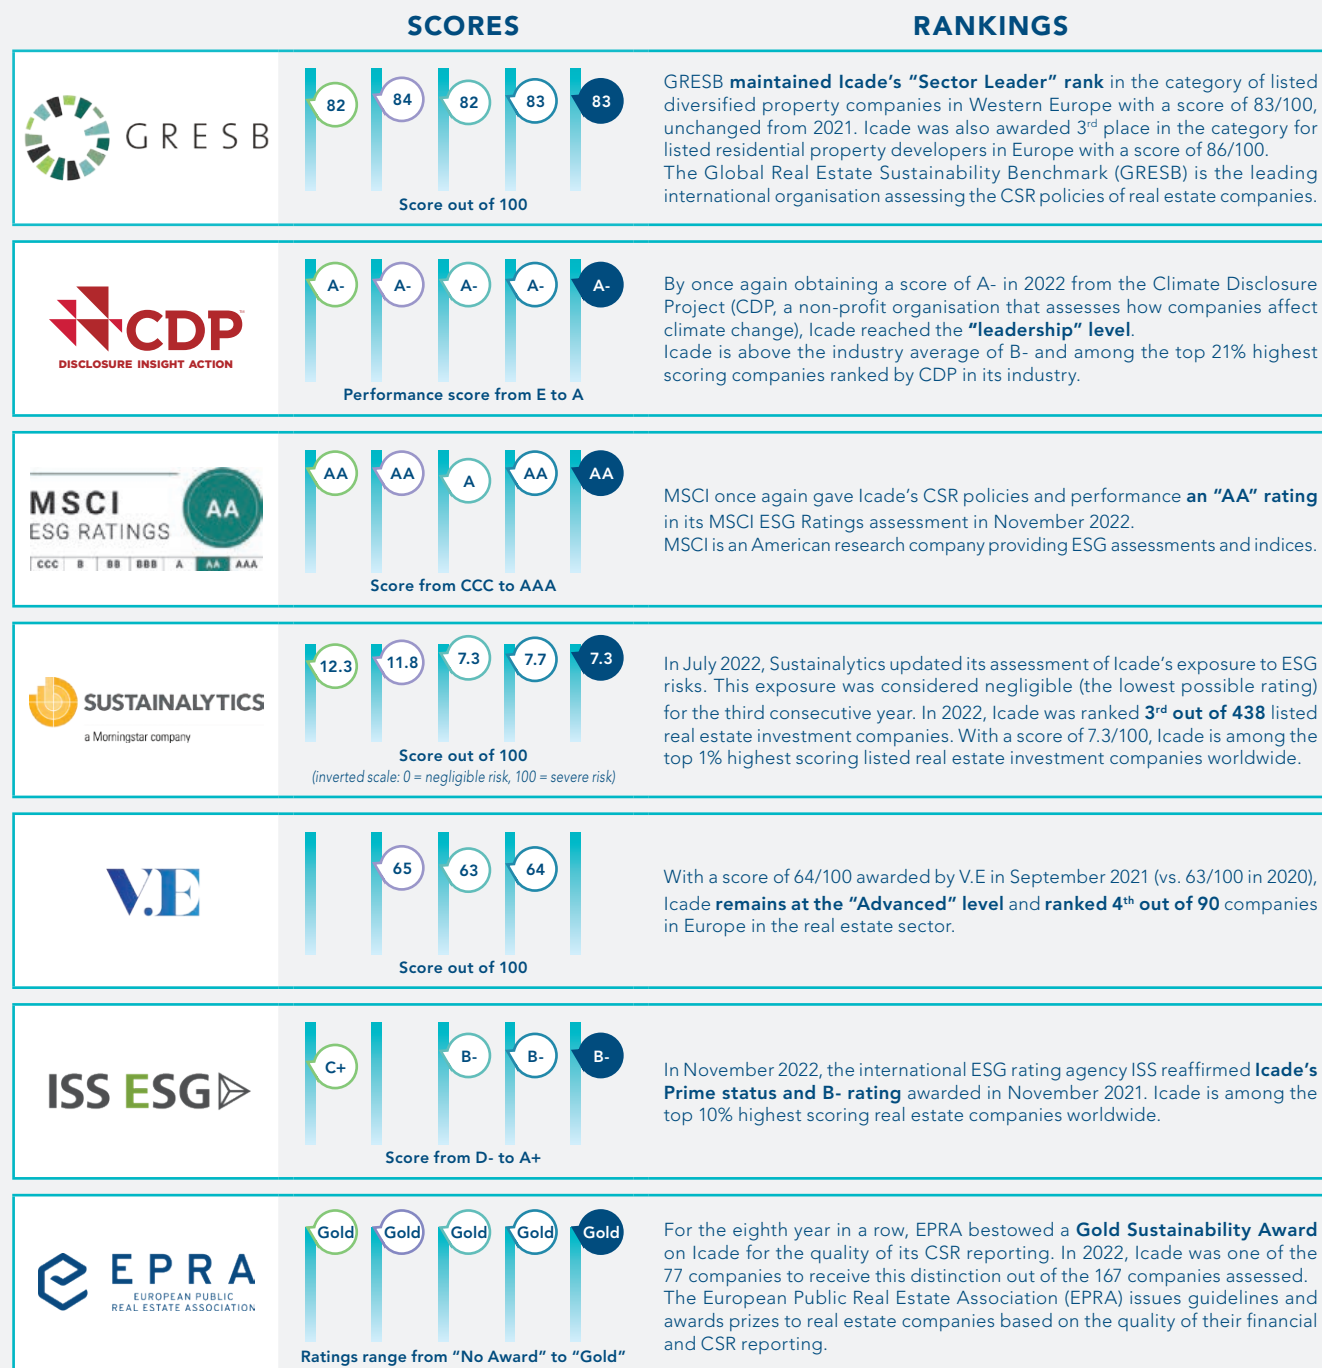 SCORES
RANKINGS
GRESB
82
84
82
83
83
Score out of 100
GRESB maintained Icade's "Sector Leader" rank in the category of listed
diversified property companies in Western Europe with a score of 83/100,
unchanged from 2021. Icade was also awarded 3rd place in the category for
listed residential property developers in Europe with a score of 86/100.
The Global Real Estate Sustainability Benchmark (GRESB) is the leading
international organisation assessing the CSR policies of real estate companies.
CDP
DISCLOSURE INSIGHT ACTION
A-
A-
A-
A-
A-
Performance score from E to A
By once again obtaining a score of A- in 2022 from the Climate Disclosure
Project (CDP, a non-profit organisation that assesses how companies affect
climate change), Icade reached the "leadership" level.
Icade is above the industry average of B- and among the top 21% highest
scoring companies ranked by CDP in its industry.
MSCI
ESG RATINGS
AA
CCC B BB BBB A AA AAA
AA
AA
A
AA
AA
Score from CCC to AAA
MSCI once again gave Icade's CSR policies and performance an "AA" rating
in its MSCI ESG Ratings assessment in November 2022.
MSCI is an American research company providing ESG assessments and indices.
SUSTAINALYTICS
a Morningstar company
12.3
11.8
7.3
7.7
7.3
Score out of 100
(inverted scale: 0 = negligible risk, 100 = severe risk)
In July 2022, Sustainalytics updated its assessment of Icade's exposure to ESG
risks. This exposure was considered negligible (the lowest possible rating)
for the third consecutive year. In 2022, Icade was ranked 3rd out of 438 listed
real estate investment companies. With a score of 7.3/100, Icade is among the
top 1% highest scoring listed real estate investment companies worldwide.
V.E
65
63
64
Score out of 100
With a score of 64/100 awarded by V.E in September 2021 (vs. 63/100 in 2020),
Icade remains at the "Advanced" level and ranked 4th out of 90 companies
in Europe in the real estate sector.
ISS ESG
C+
B-
B-
B-
Score from D- to A+
In November 2022, the international ESG rating agency ISS reaffirmed Icade's
Prime status and B- rating awarded in November 2021. Icade is among the
top 10% highest scoring real estate companies worldwide.
EPRA
EUROPEAN PUBLIC
REAL ESTATE ASSOCIATION
Gold
Gold
Gold
Gold
Gold
Ratings range from "No Award" to "Gold"
For the eighth year in a row, EPRA bestowed a Gold Sustainability Award
on Icade for the quality of its CSR reporting. In 2022, Icade was one of the
77 companies to receive this distinction out of the 167 companies assessed.
The European Public Real Estate Association (EPRA) issues guidelines and
awards prizes to real estate companies based on the quality of their financial
and CSR reporting.